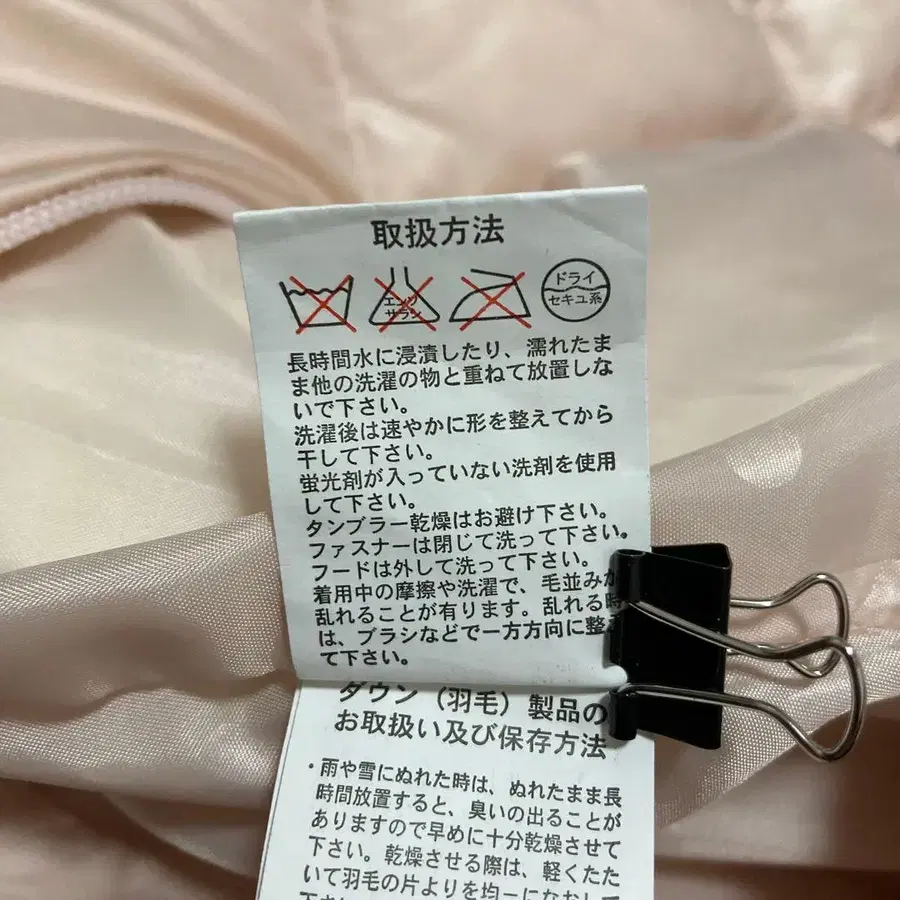 取扱方法
エンソ
サラシ
ドライ
セキユ系
長時間水に浸漬したり、濡れたま
ま他の洗濯の物と重ねて放置しな
いで下さい。
洗濯後は速やかに形を整えてから
干して下さい。
蛍光剤が入っていない洗剤を使用
して下さい。
タンブラー乾燥はお避け下さい。
ファスナーは閉じて洗って下さい。
フードは外して洗って下さい。
着用中の摩擦や洗濯で、毛並みが
乱れることが有ります。乱れる時
は、ブラシなどで一方方向に整え
て下さい。
ダウン（羽毛）製品の
お取扱い及び保存方法
・雨や雪にぬれた時は、ぬれたまま長
時間放置すると、臭いの出ることが
ありますので早めに十分乾燥させて
下さい。乾燥させる際は、軽くたた
いて羽毛の片よりを均一になおし